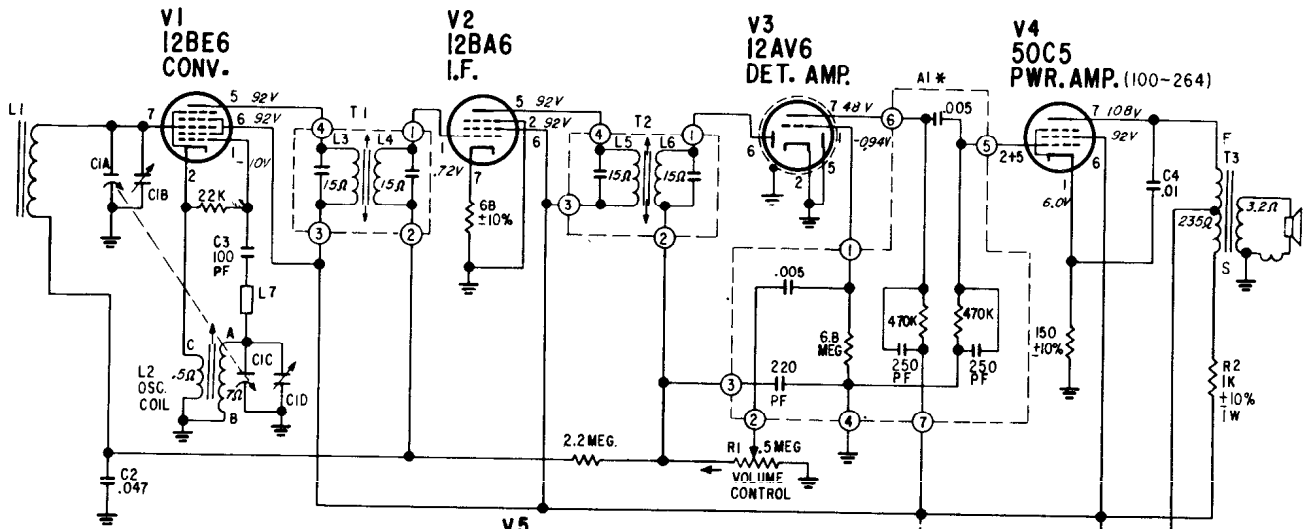 V1
12BE6
CONV.
V2
12BA6
I.F.
V3
12AV6
DET. AMP.
V4
50C5
PWR. AMP. (100-264)
L1
7
5 92V
6 92V
1 -.10V
2
C1A
C1B
22K
C3
100
PF
L7
A
C
B
L2
OSC.
COIL
.5Ω
7Ω
C1C
C1D
C2
.047
T1
4
1
L3
L4
15Ω
15Ω
3
2
1
.72V
5 92V
2 92V
6
7
68
±10%
T2
4
1
L5
L6
15Ω
15Ω
3
2
6
7 48V
1
-.094V
2
5
A1*
6
.005
5
1
.005
6.8
MEG
470K
470K
250
PF
250
PF
3
220
PF
2
4
7
2.2 MEG.
R1
.5 MEG
VOLUME
CONTROL
2+5
7 108V
92V
6
1
6.0V
C4
.01
150
±10%
F
T3
235Ω
3.2Ω
S
R2
1K
±10%
1W
V5